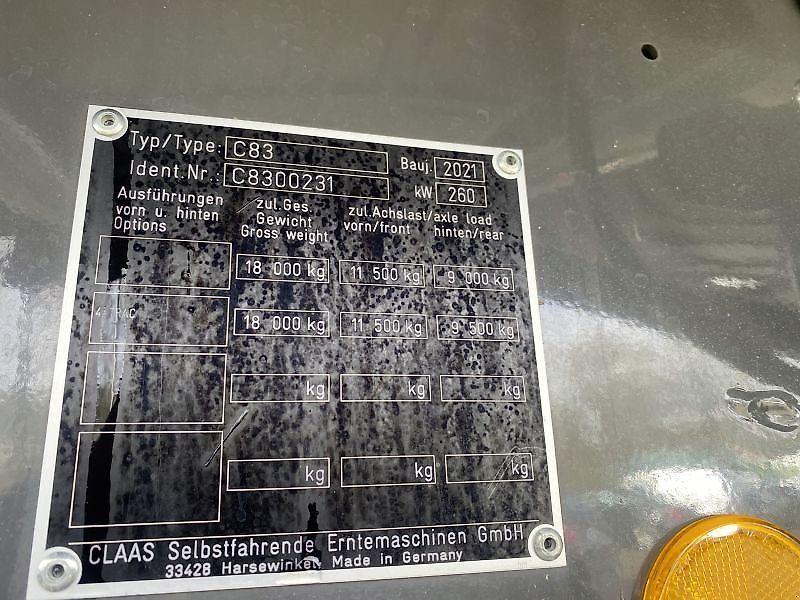 Typ/Type: C83
Bauj. 2021
Ident.Nr.: C8300231
kW 260
Ausführungen
vorn u. hinten
Options
zul.Ges.
Gewicht
Gross weight
zul.Achslast/axle load
vorn/front hinten/rear
18 000 kg 11 500 kg 9 000 kg
18 000 kg 11 500 kg 9 500 kg
kg kg kg
kg kg kg
CLAAS Selbstfahrende Erntemaschinen GmbH
33428 Harsewinkel, Made in Germany